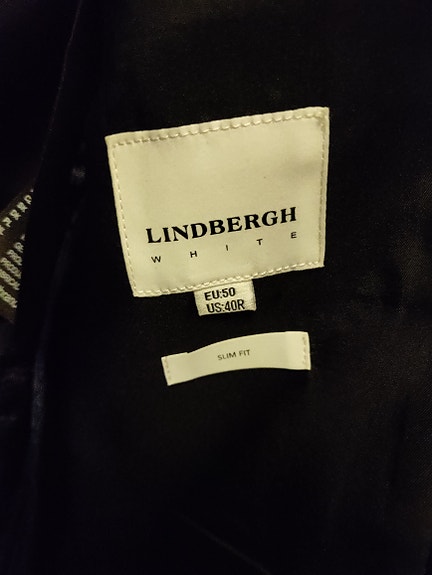 LINDBERGH
WHITE
EU:50
US:40R
SLIM FIT